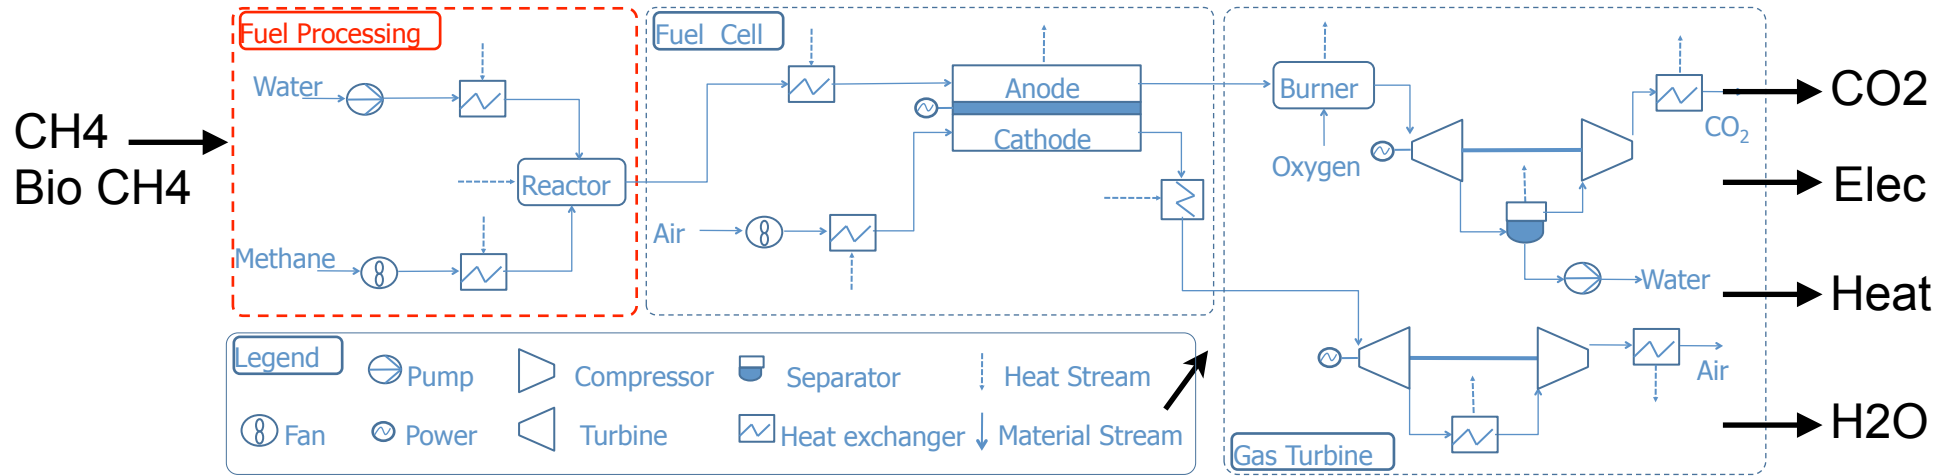 CH4
Bio CH4
Fuel Processing
Water
Reactor
Methane
Fuel Cell
Anode
Cathode
Air
Burner
Oxygen
CO2
Water
Air
Gas Turbine
Legend
Pump
Compressor
Separator
Heat Stream
Fan
Power
Turbine
Heat exchanger
Material Stream
CO2
Elec
Heat
H2O